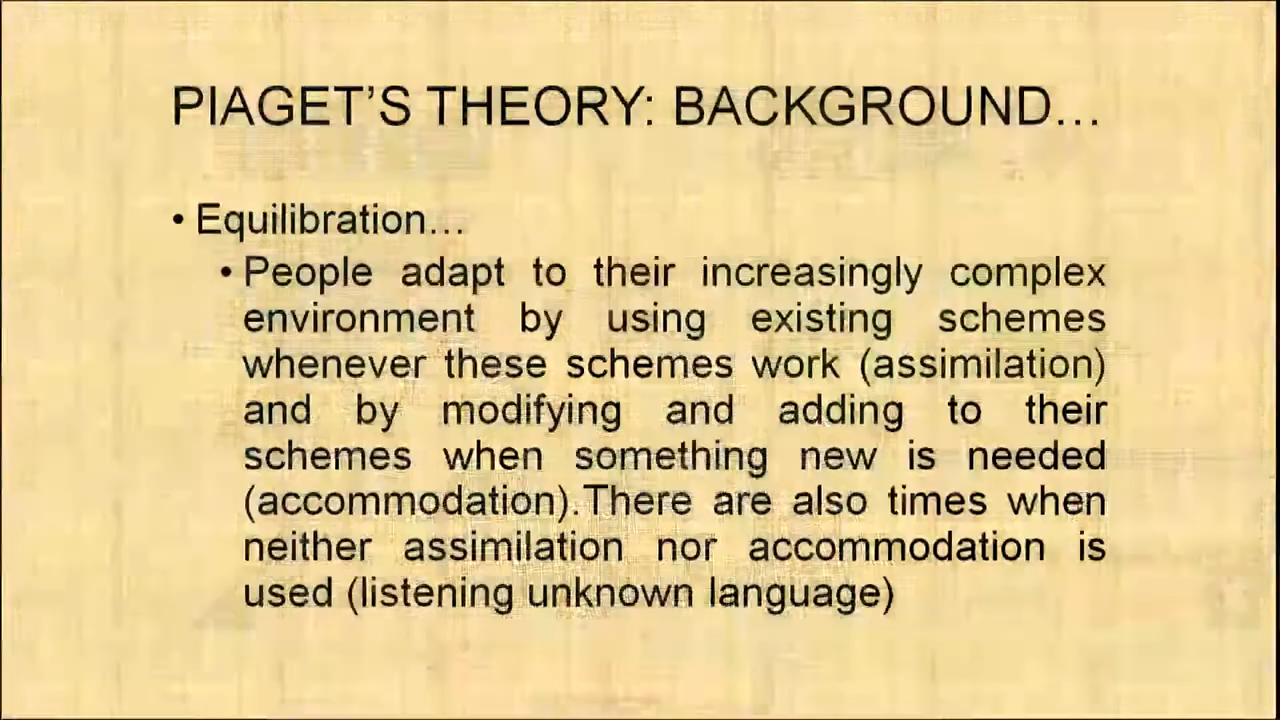 PIAGET’S THEORY: BACKGROUND…
• Equilibration…
• People adapt to their increasingly complex
environment by using existing schemes
whenever these schemes work (assimilation)
and by modifying and adding to their
schemes when something new is needed
(accommodation).There are also times when
neither assimilation nor accommodation is
used (listening unknown language)